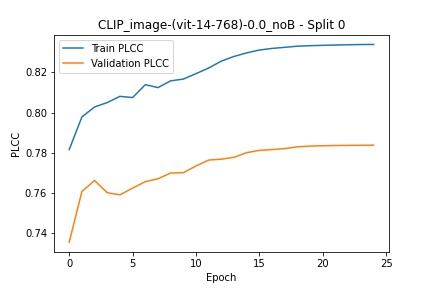 CLIP_image-(vit-14-768)-0.0_noB - Split 0
Train PLCC
Validation PLCC
PLCC
0.82
0.80
0.78
0.76
0.74
0
5
10
15
20
25
Epoch